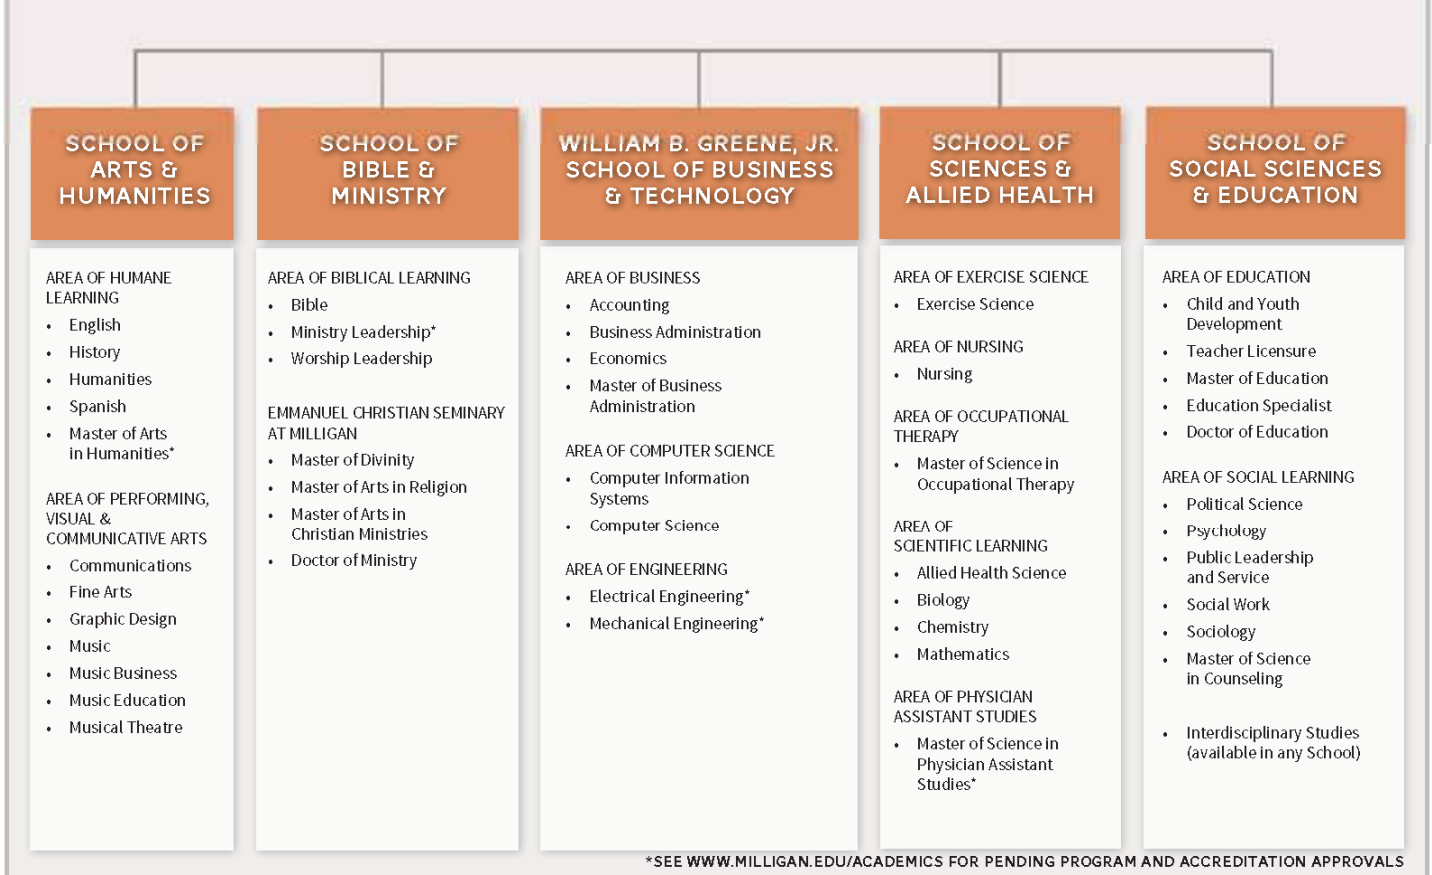 SCHOOL OF
ARTS &
HUMANITIES
AREA OF HUMANE
LEARNING
• English
• History
• Humanities
• Spanish
• Master of Arts
in Humanities*
AREA OF PERFORMING,
VISUAL &
COMMUNICATIVE ARTS
• Communications
• Fine Arts
• Graphic Design
• Music
• Music Business
• Music Education
• Musical Theatre
SCHOOL OF
BIBLE &
MINISTRY
AREA OF BIBLICAL LEARNING
• Bible
• Ministry Leadership*
• Worship Leadership
EMMANUEL CHRISTIAN SEMINARY
AT MILLIGAN
• Master of Divinity
• Master of Arts in Religion
• Master of Arts in
Christian Ministries
• Doctor of Ministry
WILLIAM B. GREENE, JR.
SCHOOL OF BUSINESS
& TECHNOLOGY
AREA OF BUSINESS
• Accounting
• Business Administration
• Economics
• Master of Business
Administration
AREA OF COMPUTER SCIENCE
• Computer Information
Systems
• Computer Science
AREA OF ENGINEERING
• Electrical Engineering*
• Mechanical Engineering*
SCHOOL OF
SCIENCES &
ALLIED HEALTH
AREA OF EXERCISE SCIENCE
• Exercise Science
AREA OF NURSING
• Nursing
AREA OF OCCUPATIONAL
THERAPY
• Master of Science in
Occupational Therapy
AREA OF
SCIENTIFIC LEARNING
• Allied Health Science
• Biology
• Chemistry
• Mathematics
AREA OF PHYSICIAN
ASSISTANT STUDIES
• Master of Science in
Physician Assistant
Studies*
SCHOOL OF
SOCIAL SCIENCES
& EDUCATION
AREA OF EDUCATION
• Child and Youth
Development
• Teacher Licensure
• Master of Education
• Education Specialist
• Doctor of Education
AREA OF SOCIAL LEARNING
• Political Science
• Psychology
• Public Leadership
and Service
• Social Work
• Sociology
• Master of Science
in Counseling
• Interdisciplinary Studies
(available in any School)
*SEE WWW.MILLIGAN.EDU/ACADEMICS FOR PENDING PROGRAM AND ACCREDITATION APPROVALS